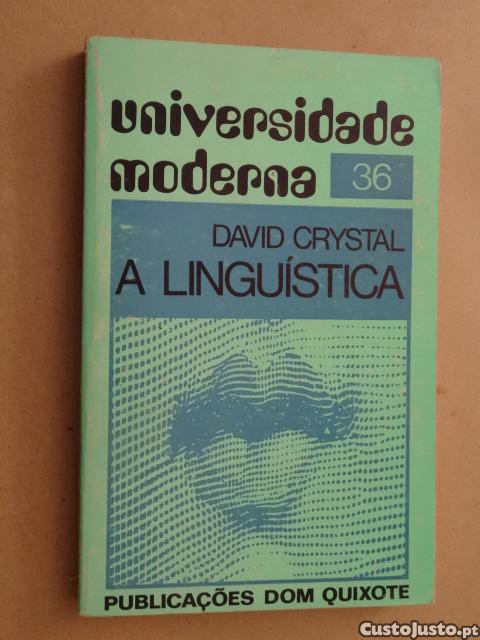 universidade
moderna 36
DAVID CRYSTAL
A LINGUÍSTICA
PUBLICAÇÕES DOM QUIXOTE
CustoJusto.pt